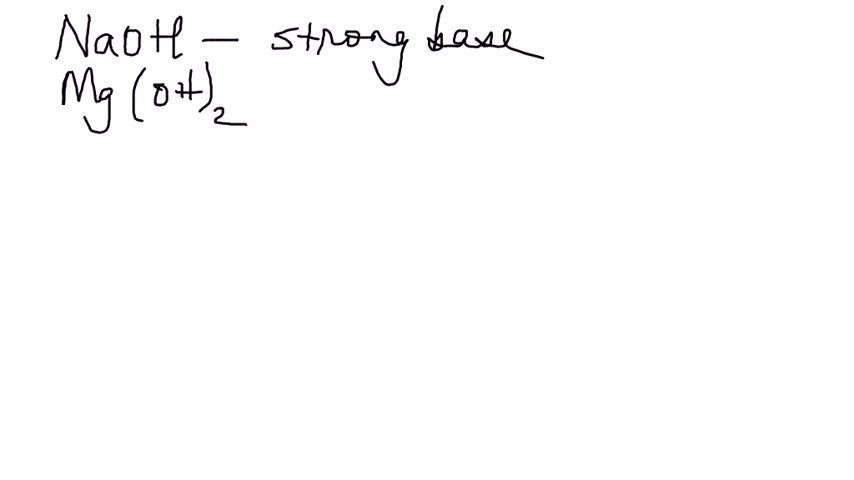 NaOH — strong base
Mg(OH)₂